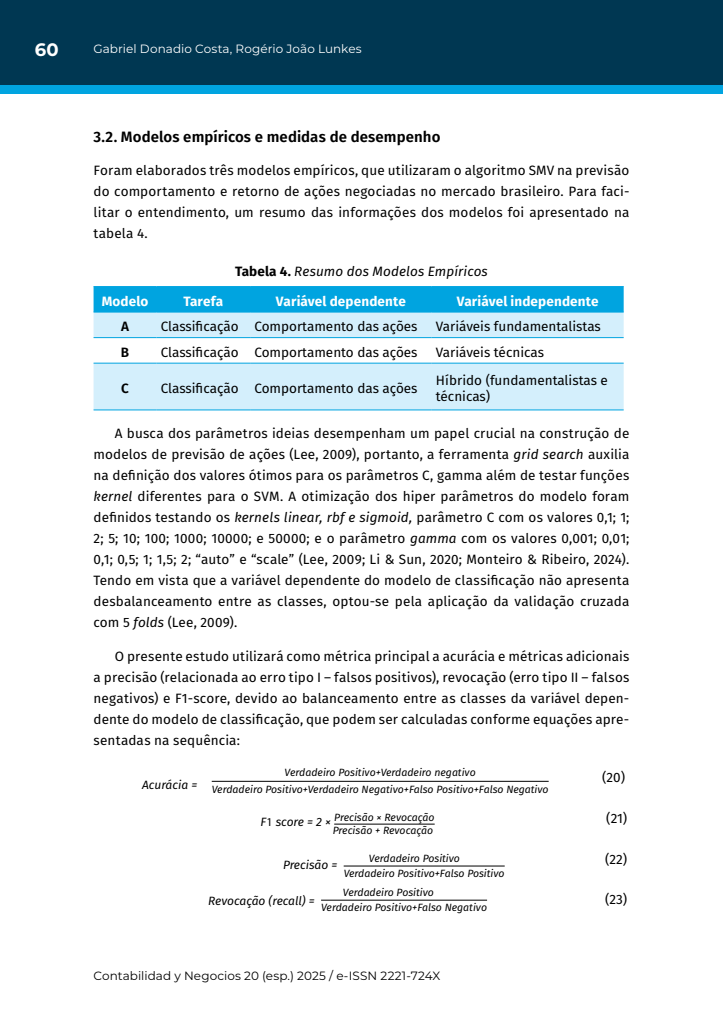 60
Gabriel Donadio Costa, Rogério João Lunkes
3.2. Modelos empíricos e medidas de desempenho
Foram elaborados três modelos empíricos, que utilizaram o algoritmo SMV na previsão
do comportamento e retorno de ações negociadas no mercado brasileiro. Para faci-
litar o entendimento, um resumo das informações dos modelos foi apresentado na
tabela 4.
Tabela 4. Resumo dos Modelos Empíricos
Modelo Tarefa Variável dependente Variável independente
A Classificação Comportamento das ações Variáveis fundamentalistas
B Classificação Comportamento das ações Variáveis técnicas
C Classificação Comportamento das ações Híbrido (fundamentalistas e
técnicas)
A busca dos parâmetros ideias desempenham um papel crucial na construção de
modelos de previsão de ações (Lee, 2009), portanto, a ferramenta grid search auxilia
na definição dos valores ótimos para os parâmetros C, gamma além de testar funções
kernel diferentes para o SVM. A otimização dos hiper parâmetros do modelo foram
definidos testando os kernels linear, rbf e sigmoid, parâmetro C com os valores 0,1; 1;
2; 5; 10; 100; 1000; 10000; e 50000; e o parâmetro gamma com os valores 0,001; 0,01;
0,1; 0,5; 1; 1,5; 2; “auto” e “scale” (Lee, 2009; Li & Sun, 2020; Monteiro & Ribeiro, 2024).
Tendo em vista que a variável dependente do modelo de classificação não apresenta
desbalanceamento entre as classes, optou-se pela aplicação da validação cruzada
com 5 folds (Lee, 2009).
O presente estudo utilizará como métrica principal a acurácia e métricas adicionais
a precisão (relacionada ao erro tipo I – falsos positivos), revocação (erro tipo II – falsos
negativos) e F1-score, devido ao balanceamento entre as classes da variável depen-
dente do modelo de classificação, que podem ser calculadas conforme equações apre-
sentadas na sequência:
Verdadeiro Positivo+Verdadeiro negativo
Acurácia =
(20)
Verdadeiro Positivo+Verdadeiro Negativo+Falso Positivo+Falso Negativo
Precisão × Revocação
F1 score = 2 ×
(21)
Precisão + Revocação
Verdadeiro Positivo
Precisão =
(22)
Verdadeiro Positivo+Falso Positivo
Verdadeiro Positivo
Revocação (recall) =
(23)
Verdadeiro Positivo+Falso Negativo
Contabilidad y Negocios 20 (esp.) 2025 / e-ISSN 2221-724X